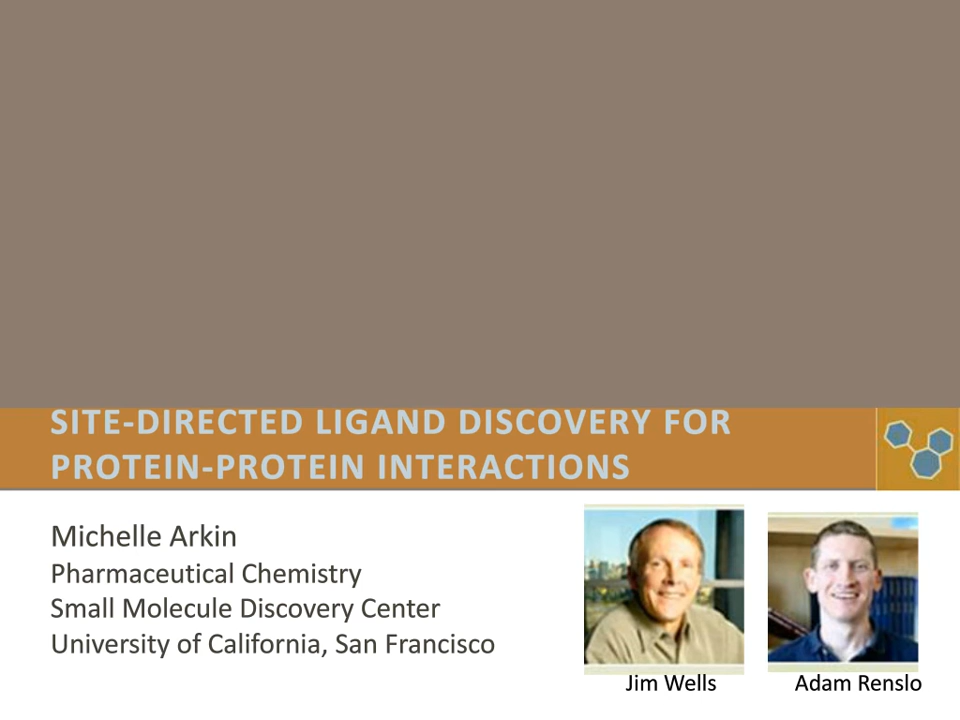 SITE-DIRECTED LIGAND DISCOVERY FOR
PROTEIN-PROTEIN INTERACTIONS
Michelle Arkin
Pharmaceutical Chemistry
Small Molecule Discovery Center
University of California, San Francisco
Jim Wells
Adam Renslo